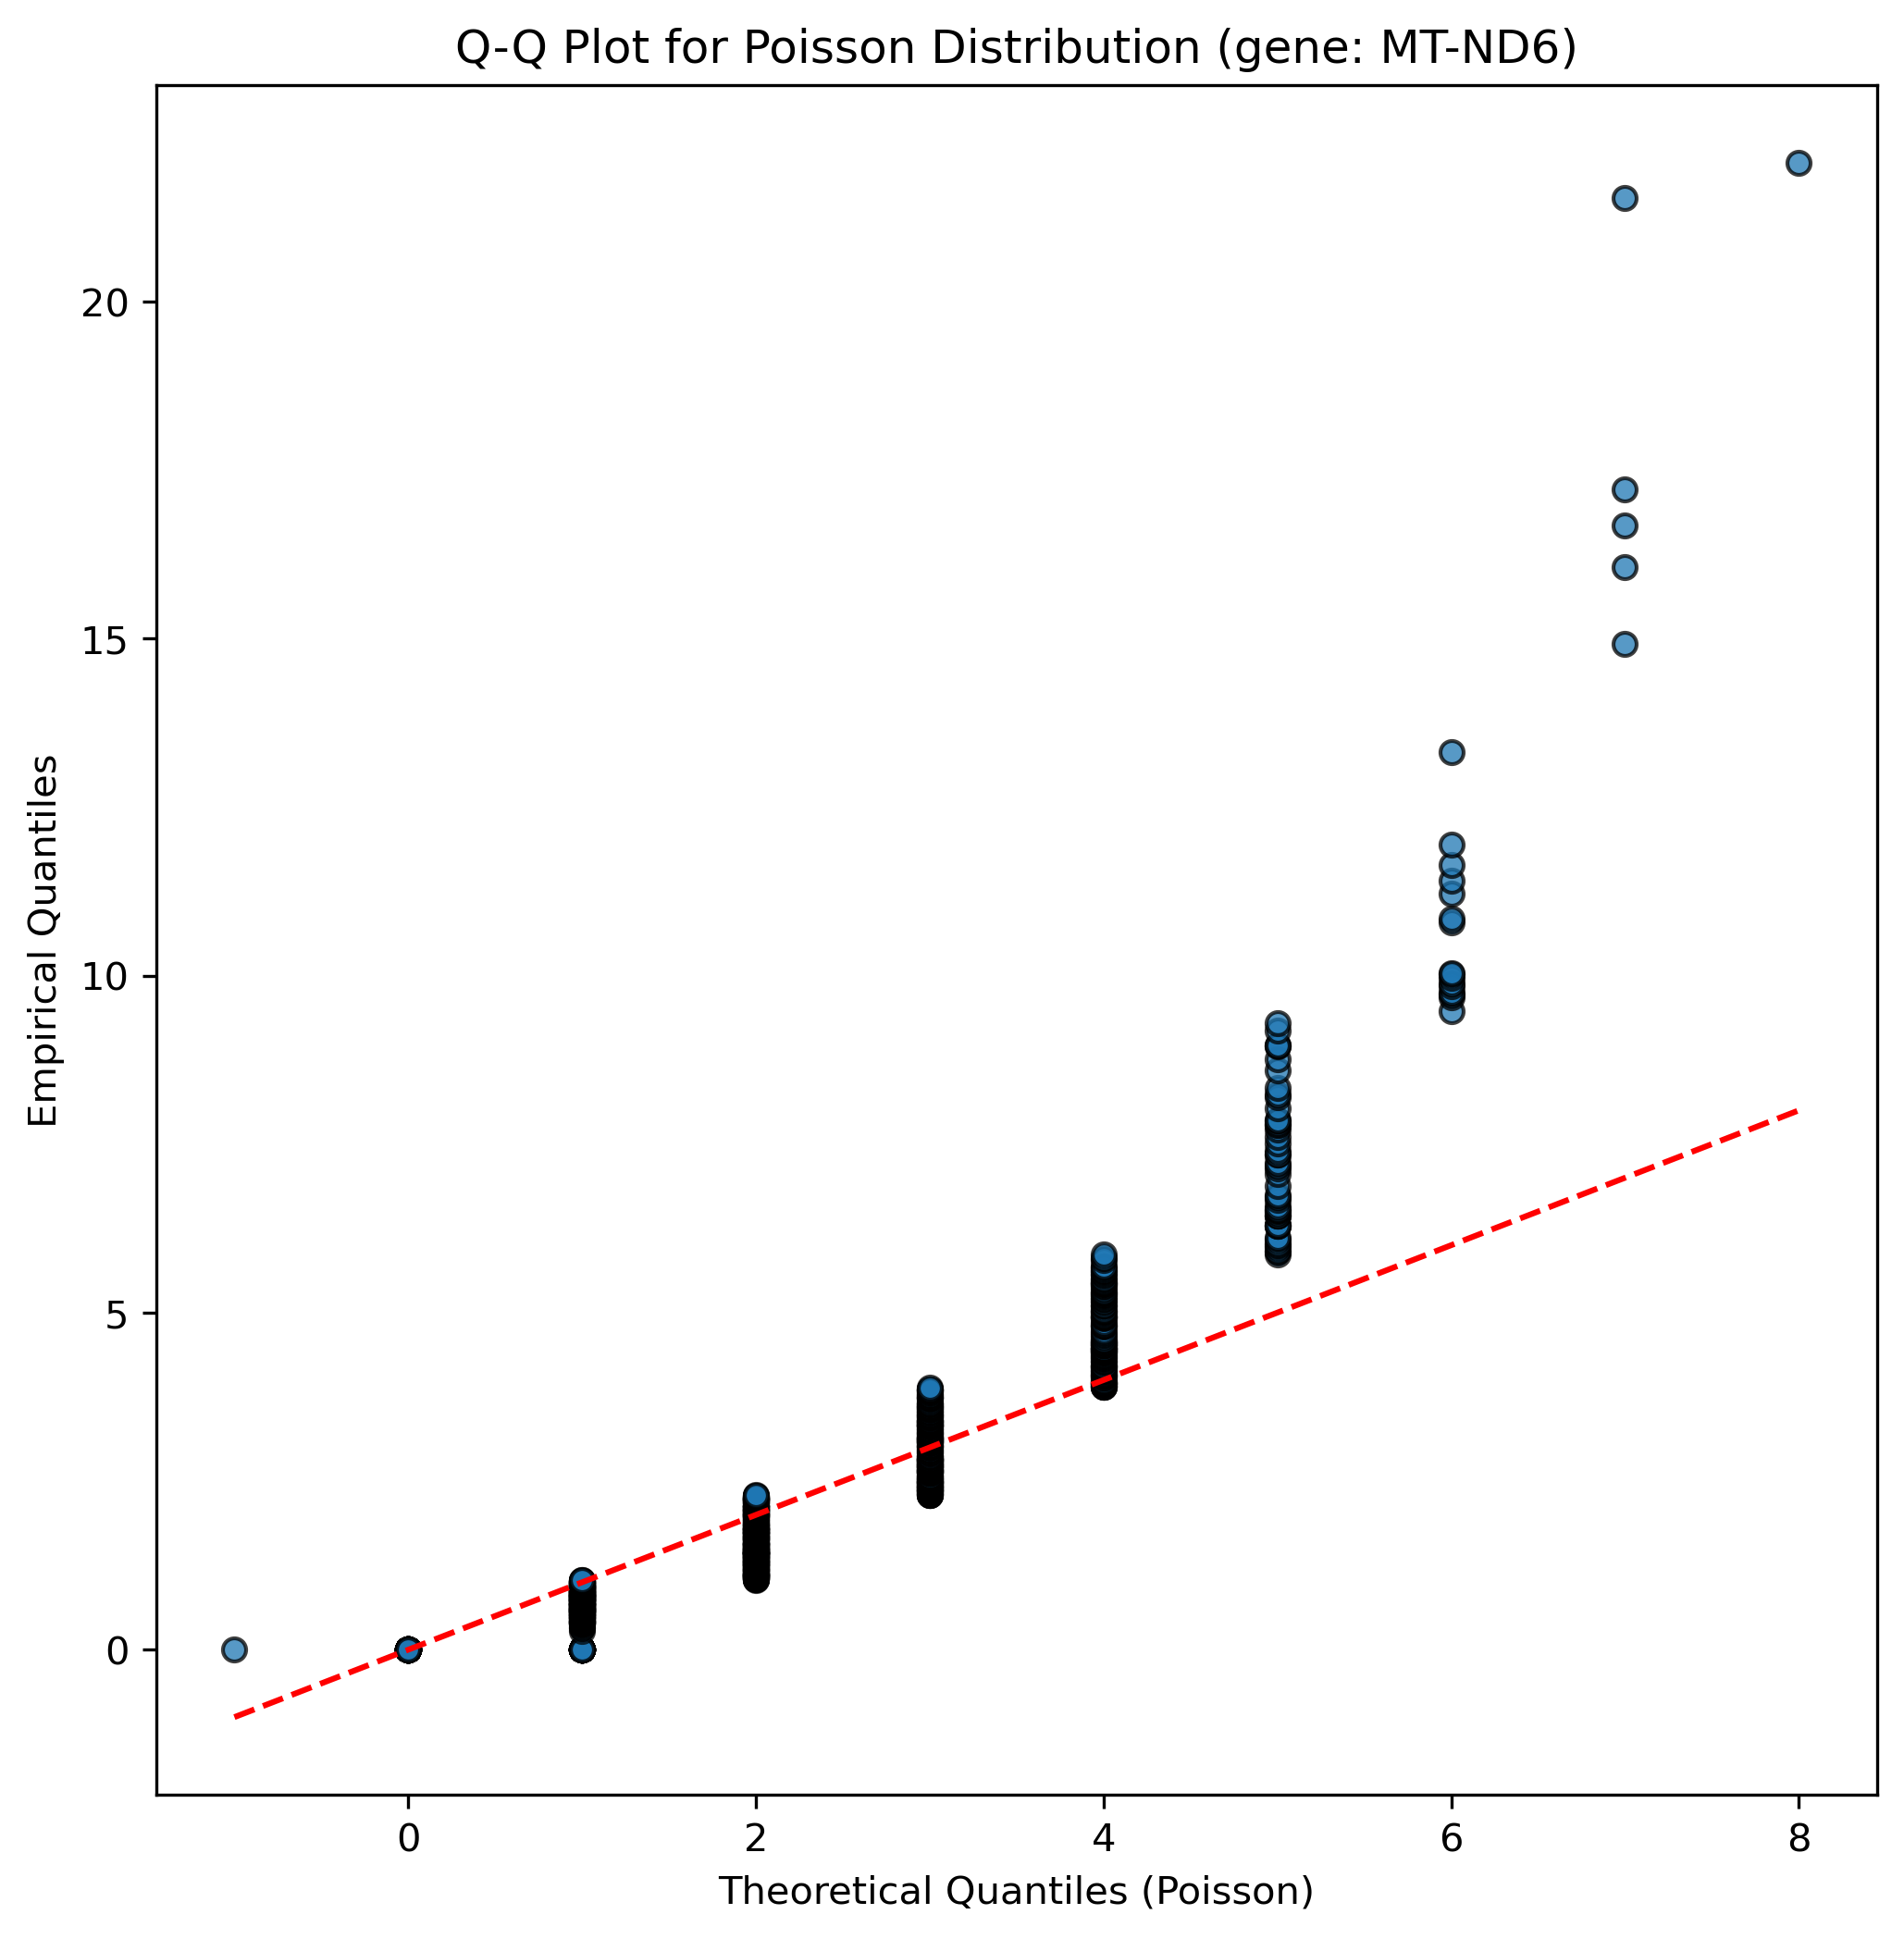 Q-Q Plot for Poisson Distribution (gene: MT-ND6)
20
15
10
5
0
Empirical Quantiles
0 2 4 6 8
Theoretical Quantiles (Poisson)